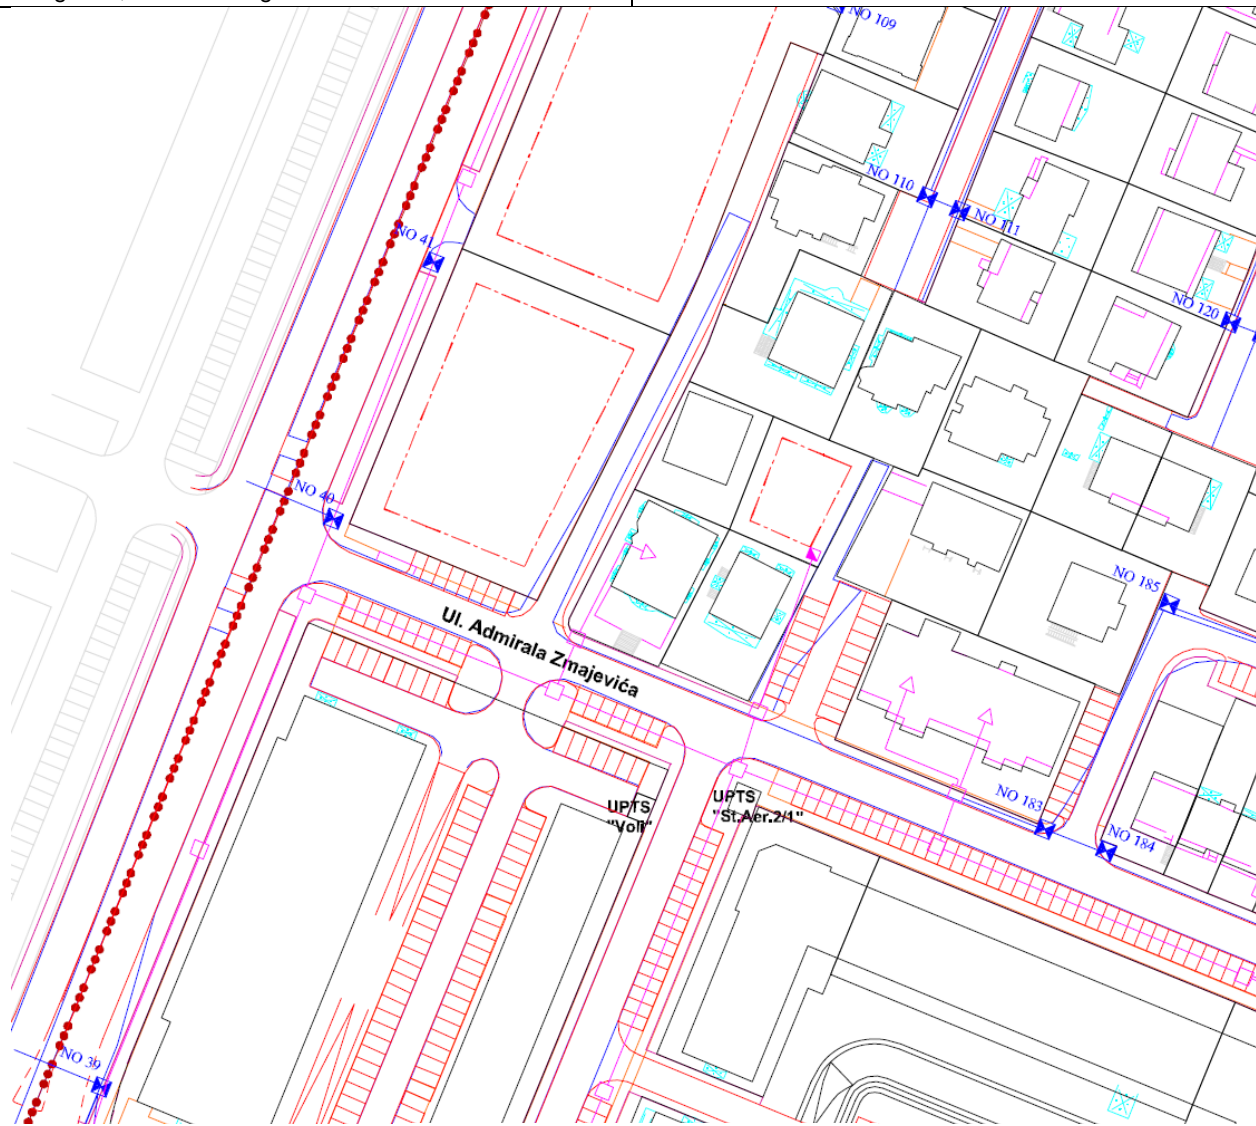 NO 109
NO 110
NO 111
NO 41
NO 120
NO 40
NO 185
Ul. Admirala Zmajevića
UPTS
"Voli"
UPTS
"St.Aer.2/1"
NO 183
NO 184
NO 39